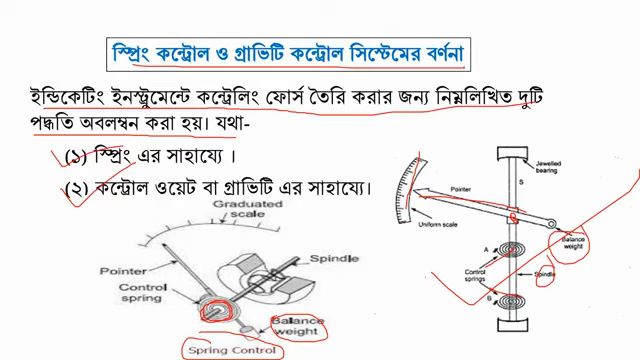 স্প্রিং কন্ট্রোল ও গ্রাভিটি কন্ট্রোল সিস্টেমের বর্ণনা
ইন্ডিকেটিং ইনস্ট্রুমেন্টে কন্ট্রেলিং ফোর্স তৈরি করার জন্য নিম্নলিখিত দুটি
পদ্ধতি অবলম্বন করা হয়। যথা-
(১) স্প্রিং এর সাহায্যে ।
(২) কন্ট্রোল ওয়েট বা গ্রাভিটি এর সাহায্যে।
Graduated
scale
Spindle
Pointer
Control
spring
Balance
weight
Spring Control
Jewelled
bearing
S
Pointer
Uniform scale
Balance
weight
A
Control
springs
Spindle
B